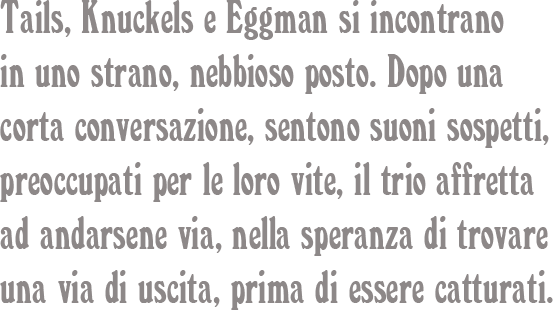 Tails, Knuckels e Eggman si incontrano
in uno strano, nebbioso posto. Dopo una
corta conversazione, sentono suoni sospetti,
preoccupati per le loro vite, il trio affretta
ad andarsene via, nella speranza di trovare
una via di uscita, prima di essere catturati.